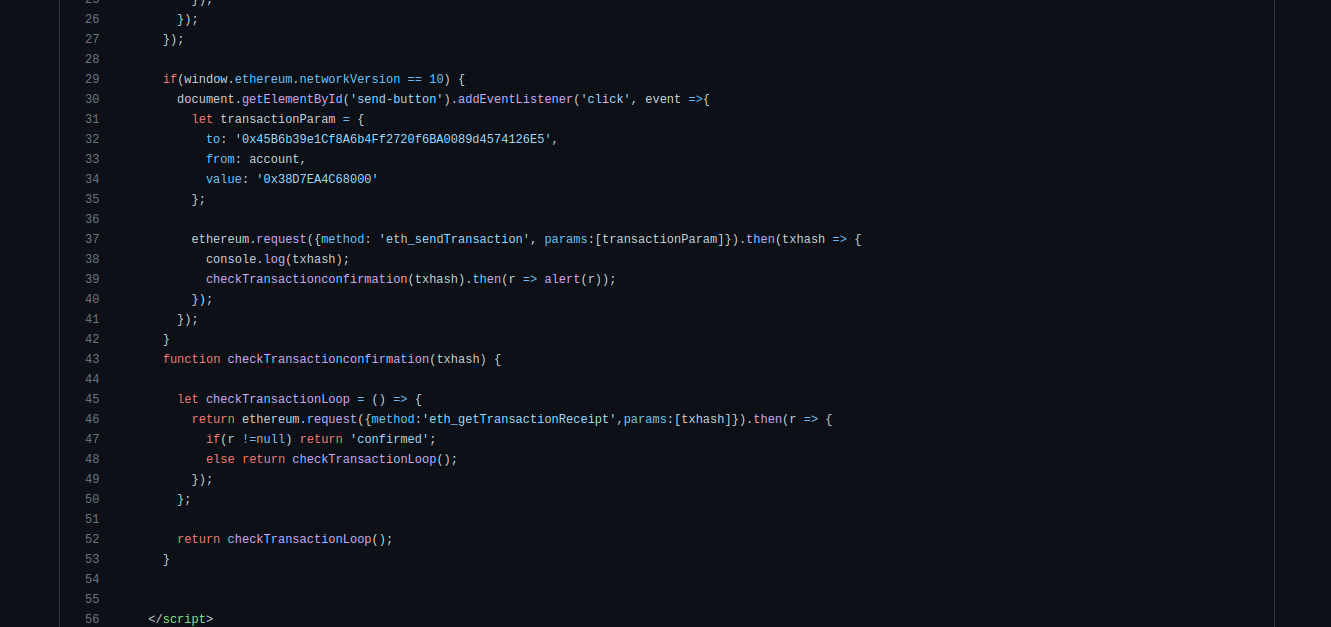 25             });
26           });
27         });
28
29         if(window.ethereum.networkVersion == 10) {
30           document.getElementById('send-button').addEventListener('click', event =>{
31             let transactionParam = {
32               to: '0x45B6b39e1Cf8A6b4Ff2720f6BA0089d4574126E5',
33               from: account,
34               value: '0x38D7EA4C68000'
35             };
36
37             ethereum.request({method: 'eth_sendTransaction', params:[transactionParam]}).then(txhash => {
38               console.log(txhash);
39               checkTransactionconfirmation(txhash).then(r => alert(r));
40             });
41           });
42         }
43         function checkTransactionconfirmation(txhash) {
44
45           let checkTransactionLoop = () => {
46             return ethereum.request({method:'eth_getTransactionReceipt',params:[txhash]}).then(r => {
47               if(r !=null) return 'confirmed';
48               else return checkTransactionLoop();
49             });
50           };
51
52           return checkTransactionLoop();
53         }
54
55
56       </script>